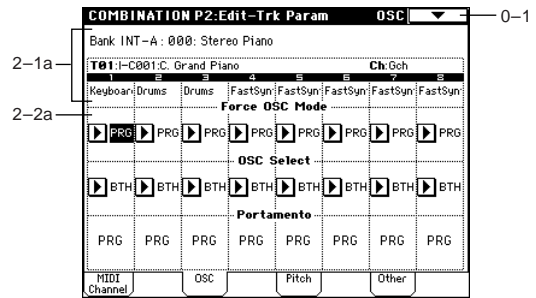 COMBINATION P2:Edit-Trk Param OSC
0–1
Bank INT-A: 000: Stereo Piano
2–1a
T01:I-C001:C. Grand Piano Ch:Gch
1 2 3 4 5 6 7 8
Keyboar Drums Drums FastSyn FastSyn FastSyn FastSyn FastSyn
2–2a
Force OSC Mode
PRG PRG PRG PRG PRG PRG PRG PRG
OSC Select
BTH BTH BTH BTH BTH BTH BTH BTH
Portamento
PRG PRG PRG PRG PRG PRG PRG PRG
MIDI Channel OSC Pitch Other